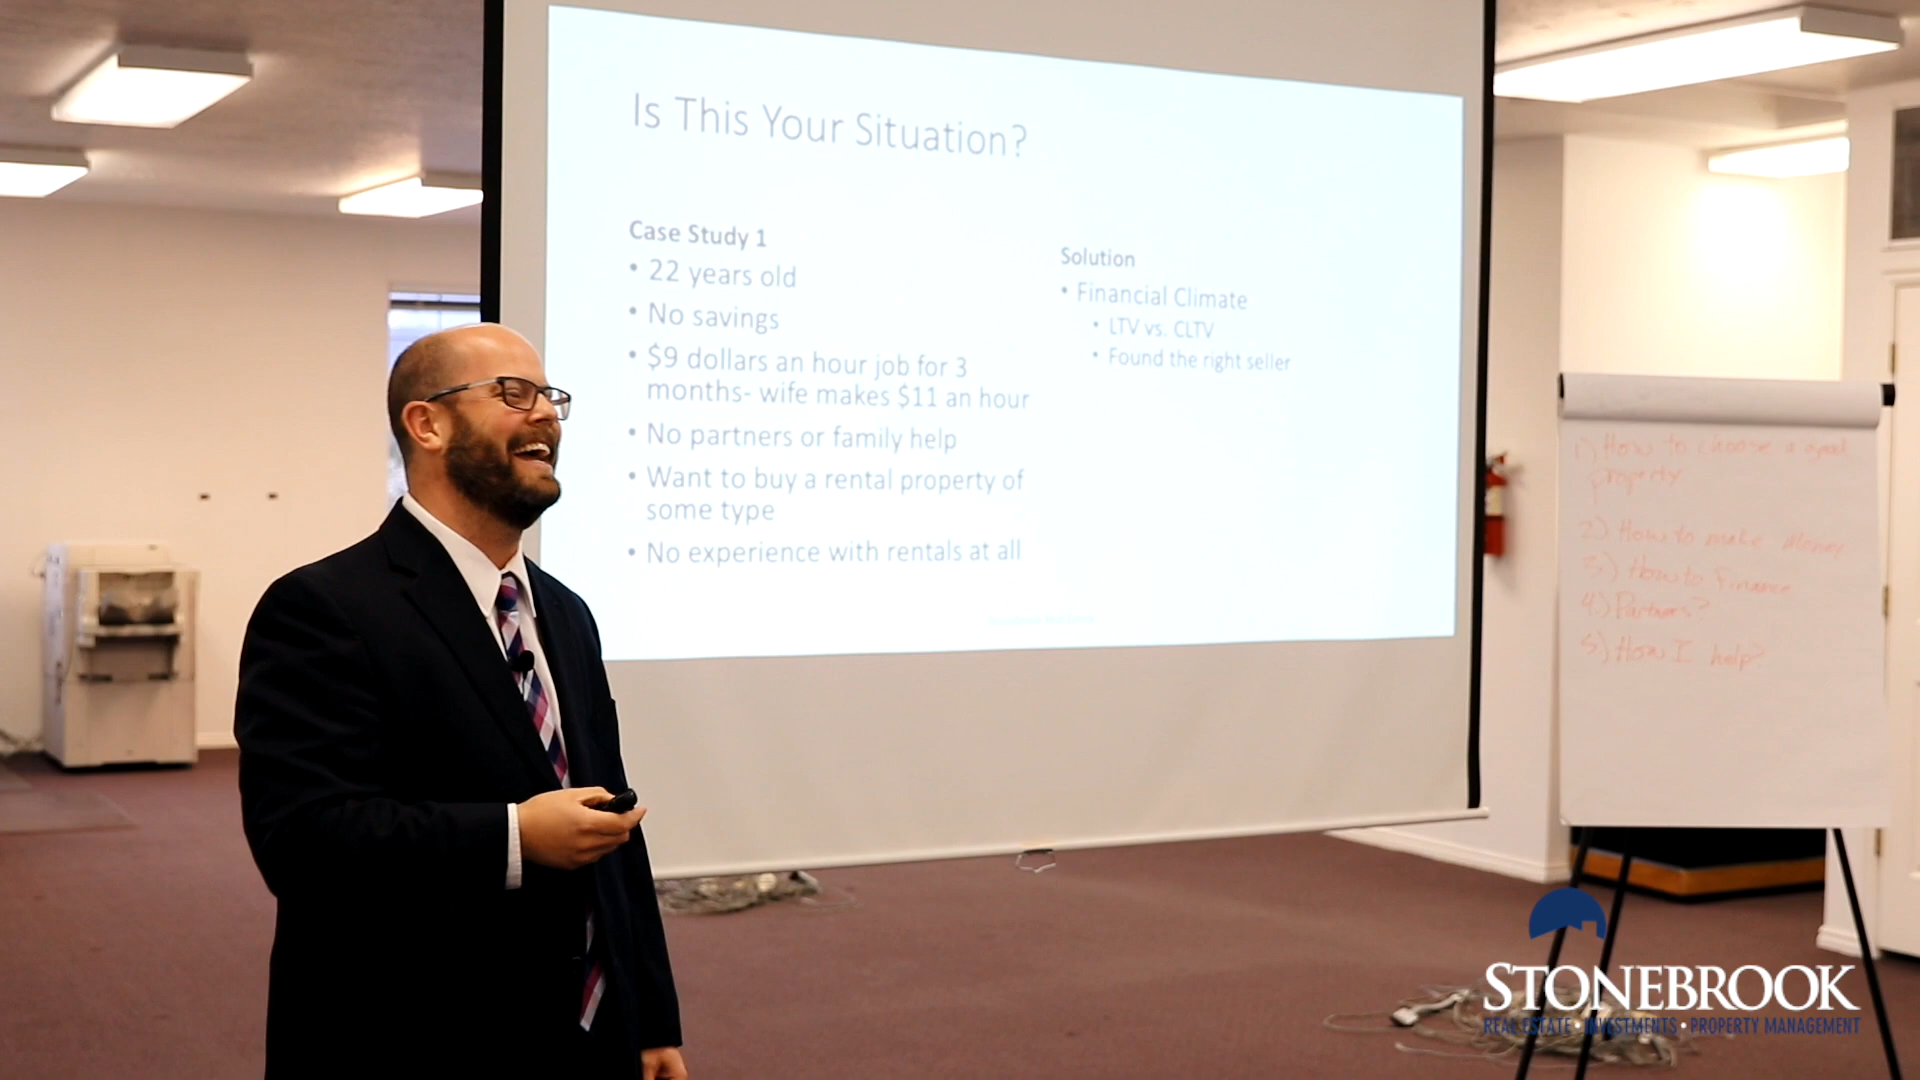 Is This Your Situation?
Case Study 1
• 22 years old
• No savings
• $9 dollars an hour job for 3
months- wife makes $11 an hour
• No partners or family help
• Want to buy a rental property of
some type
• No experience with rentals at all
Solution
• Financial Climate
• LTV vs. CLTV
• Found the right seller
1) How to choose a good
property
2) How to make Money
3.) How to Finance
4.) Partners?
5.) How I help?
STONEBROOK
REAL ESTATE • INVESTMENTS • PROPERTY MANAGEMENT